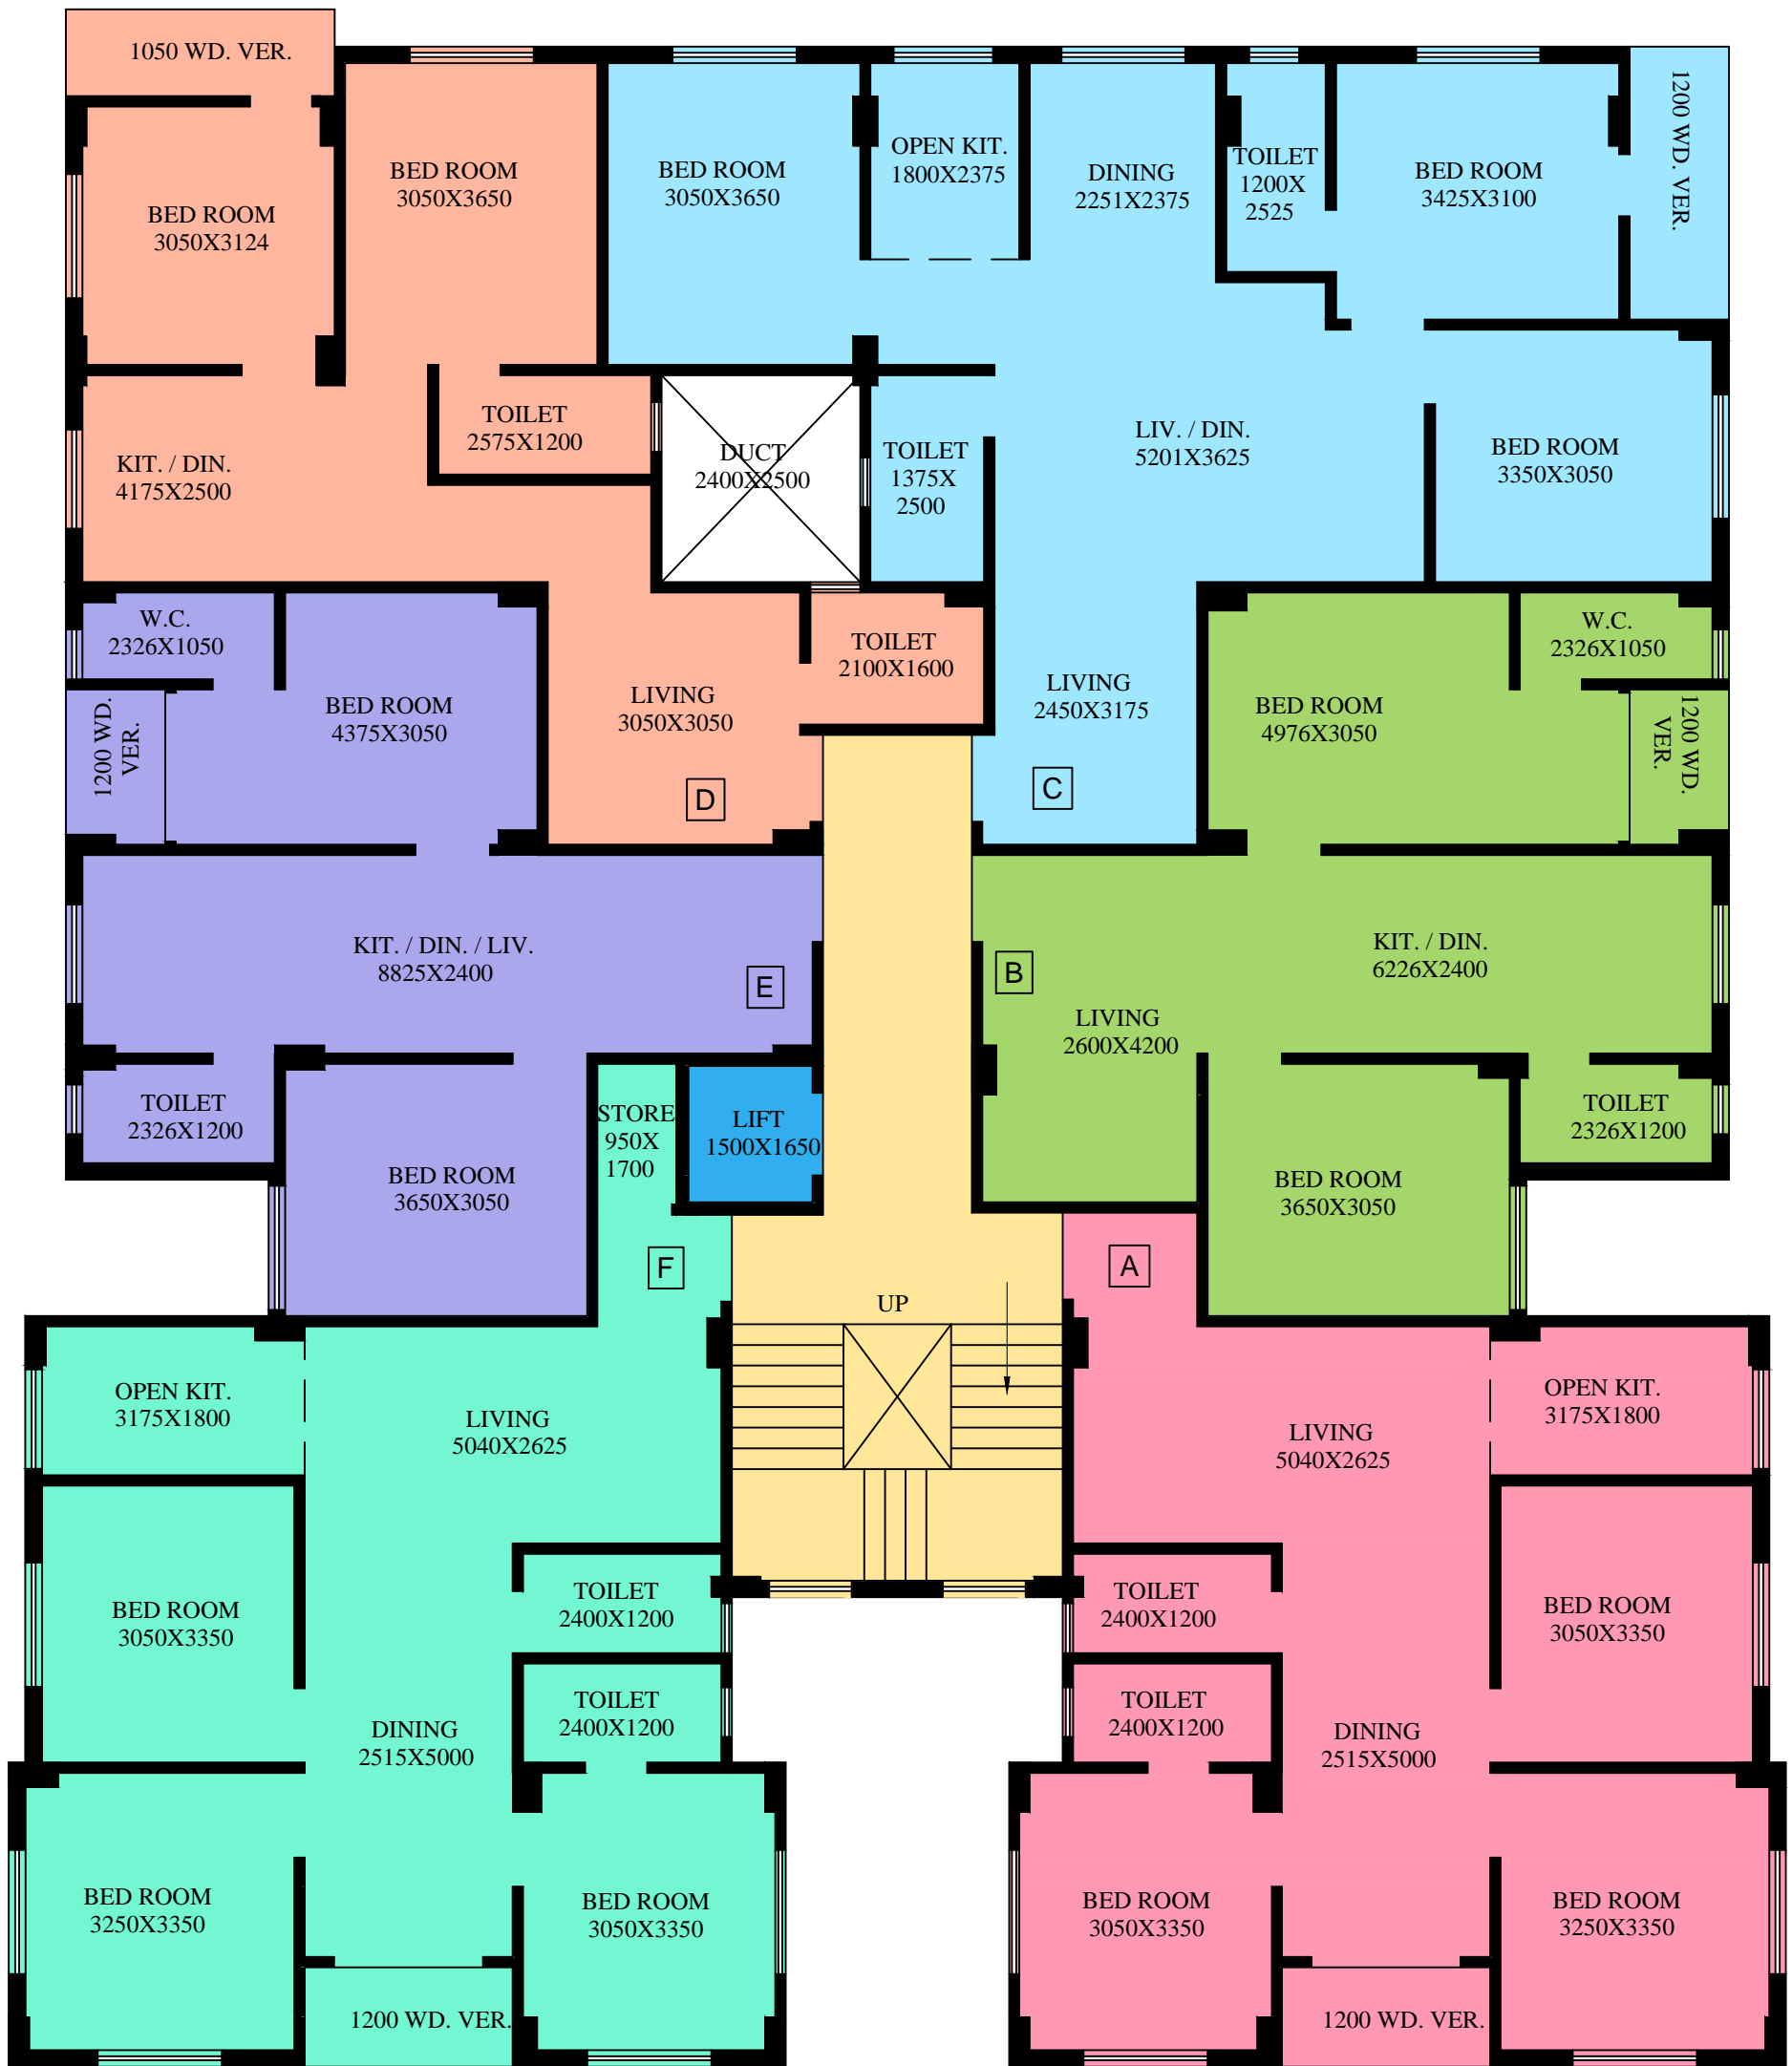 1050 WD. VER.
BED ROOM
3050X3124
BED ROOM
3050X3650
BED ROOM
3050X3650
OPEN KIT.
1800X2375
DINING
2251X2375
TOILET
1200X
2525
BED ROOM
3425X3100
1200 WD. VER.
KIT. / DIN.
4175X2500
TOILET
2575X1200
DUCT
2400X2500
TOILET
1375X
2500
LIV. / DIN.
5201X3625
BED ROOM
3350X3050
W.C.
2326X1050
BED ROOM
4375X3050
1200 WD.
VER.
LIVING
3050X3050
TOILET
2100X1600
D
LIVING
2450X3175
C
BED ROOM
4976X3050
W.C.
2326X1050
1200 WD.
VER.
KIT. / DIN. / LIV.
8825X2400
E
B
LIVING
2600X4200
KIT. / DIN.
6226X2400
TOILET
2326X1200
BED ROOM
3650X3050
STORE
950X
1700
LIFT
1500X1650
BED ROOM
3650X3050
TOILET
2326X1200
F
A
UP
OPEN KIT.
3175X1800
LIVING
5040X2625
LIVING
5040X2625
OPEN KIT.
3175X1800
BED ROOM
3050X3350
TOILET
2400X1200
TOILET
2400X1200
BED ROOM
3050X3350
DINING
2515X5000
TOILET
2400X1200
TOILET
2400X1200
DINING
2515X5000
BED ROOM
3250X3350
BED ROOM
3050X3350
BED ROOM
3050X3350
BED ROOM
3250X3350
1200 WD. VER.
1200 WD. VER.